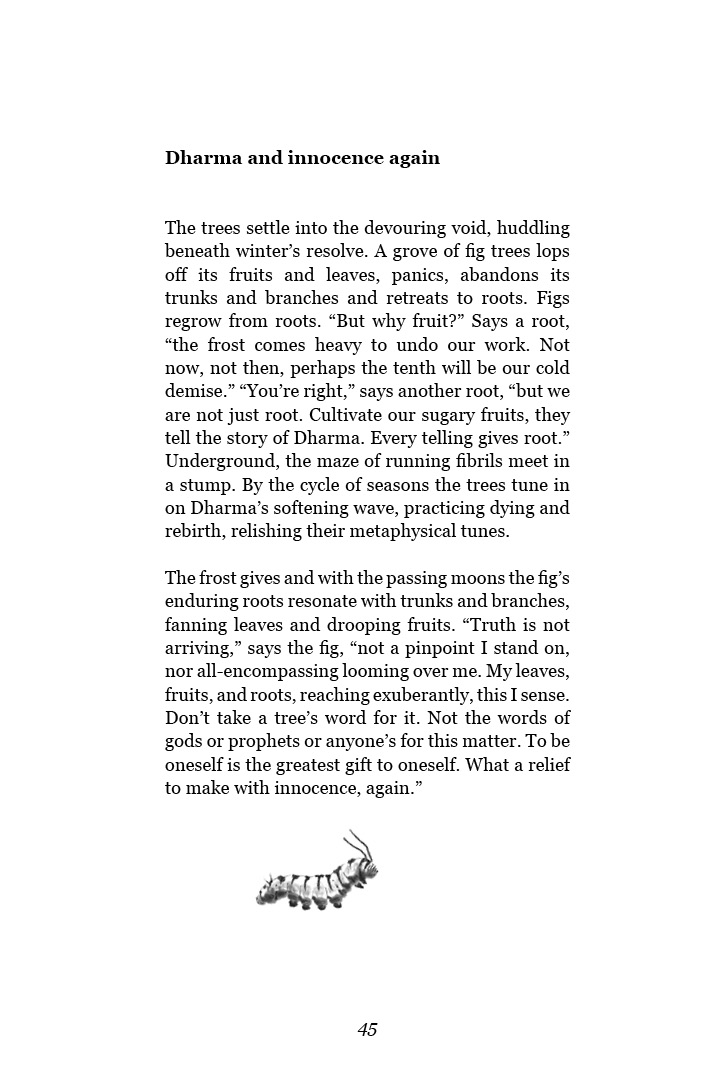 Dharma and innocence again
The trees settle into the devouring void, huddling
beneath winter’s resolve. A grove of fig trees lops
off its fruits and leaves, panics, abandons its
trunks and branches and retreats to roots. Figs
regrow from roots. “But why fruit?” Says a root,
“the frost comes heavy to undo our work. Not
now, not then, perhaps the tenth will be our cold
demise.” “You’re right,” says another root, “but we
are not just root. Cultivate our sugary fruits, they
tell the story of Dharma. Every telling gives root.”
Underground, the maze of running fibrils meet in
a stump. By the cycle of seasons the trees tune in
on Dharma’s softening wave, practicing dying and
rebirth, relishing their metaphysical tunes.
The frost gives and with the passing moons the fig’s
enduring roots resonate with trunks and branches,
fanning leaves and drooping fruits. “Truth is not
arriving,” says the fig, “not a pinpoint I stand on,
nor all-encompassing looming over me. My leaves,
fruits, and roots, reaching exuberantly, this I sense.
Don’t take a tree’s word for it. Not the words of
gods or prophets or anyone’s for this matter. To be
oneself is the greatest gift to oneself. What a relief
to make with innocence, again.”
45